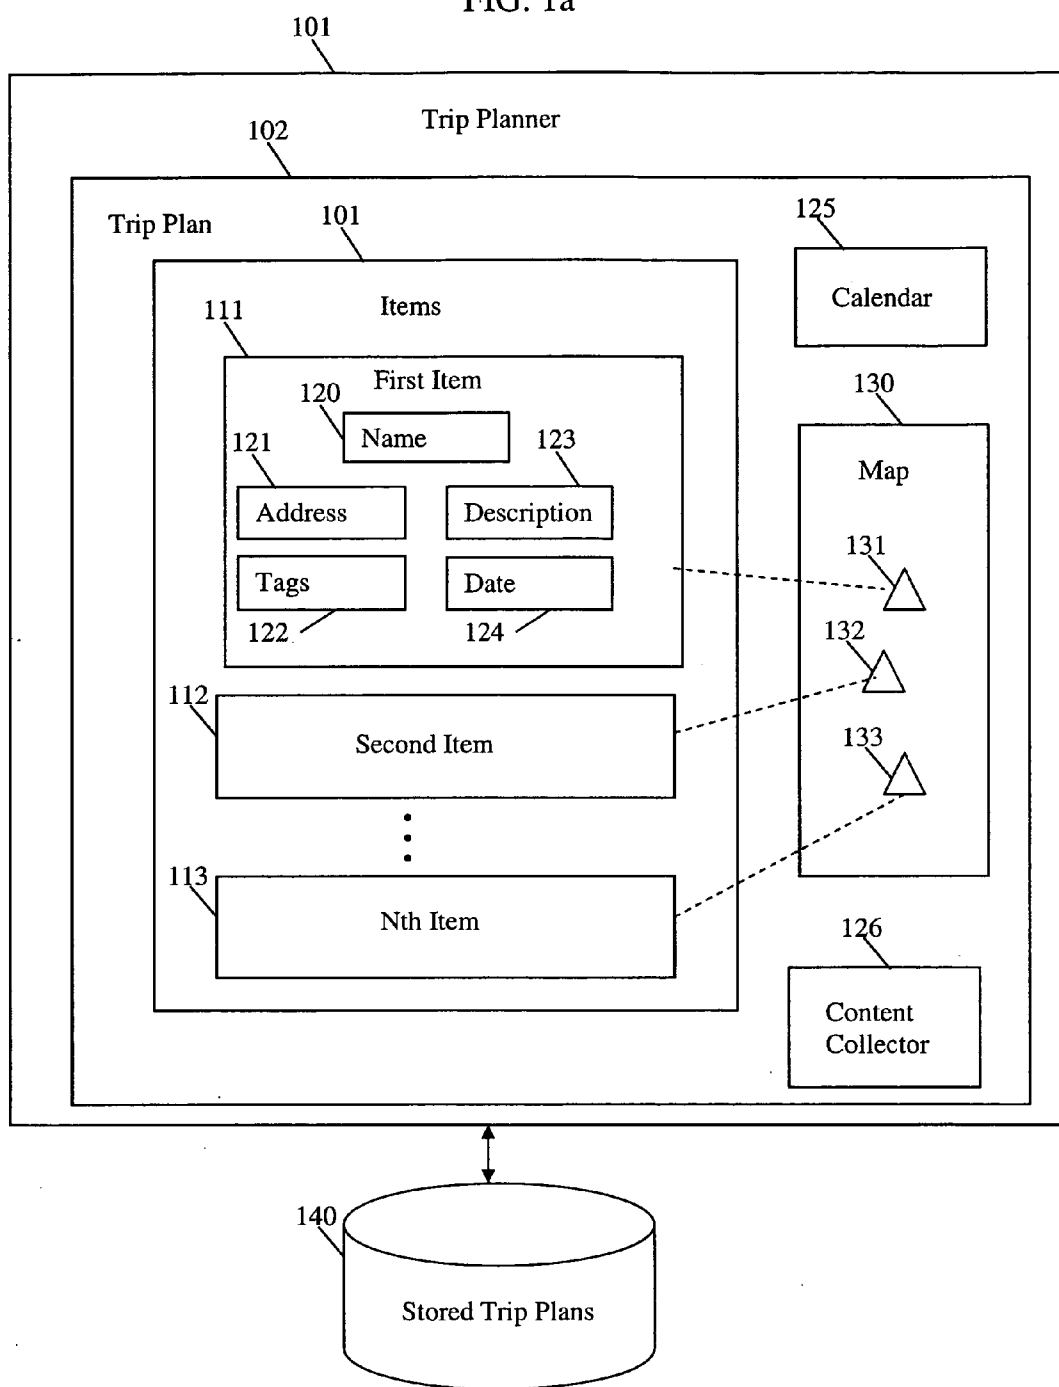 FIG. 1a
101
Trip Planner
102
Trip Plan
101
125
Calendar
Items
111
First Item
120
Name
121
Address
123
Description
Tags
122
Date
124
130
Map
131
132
133
112
Second Item
113
Nth Item
126
Content
Collector
140
Stored Trip Plans